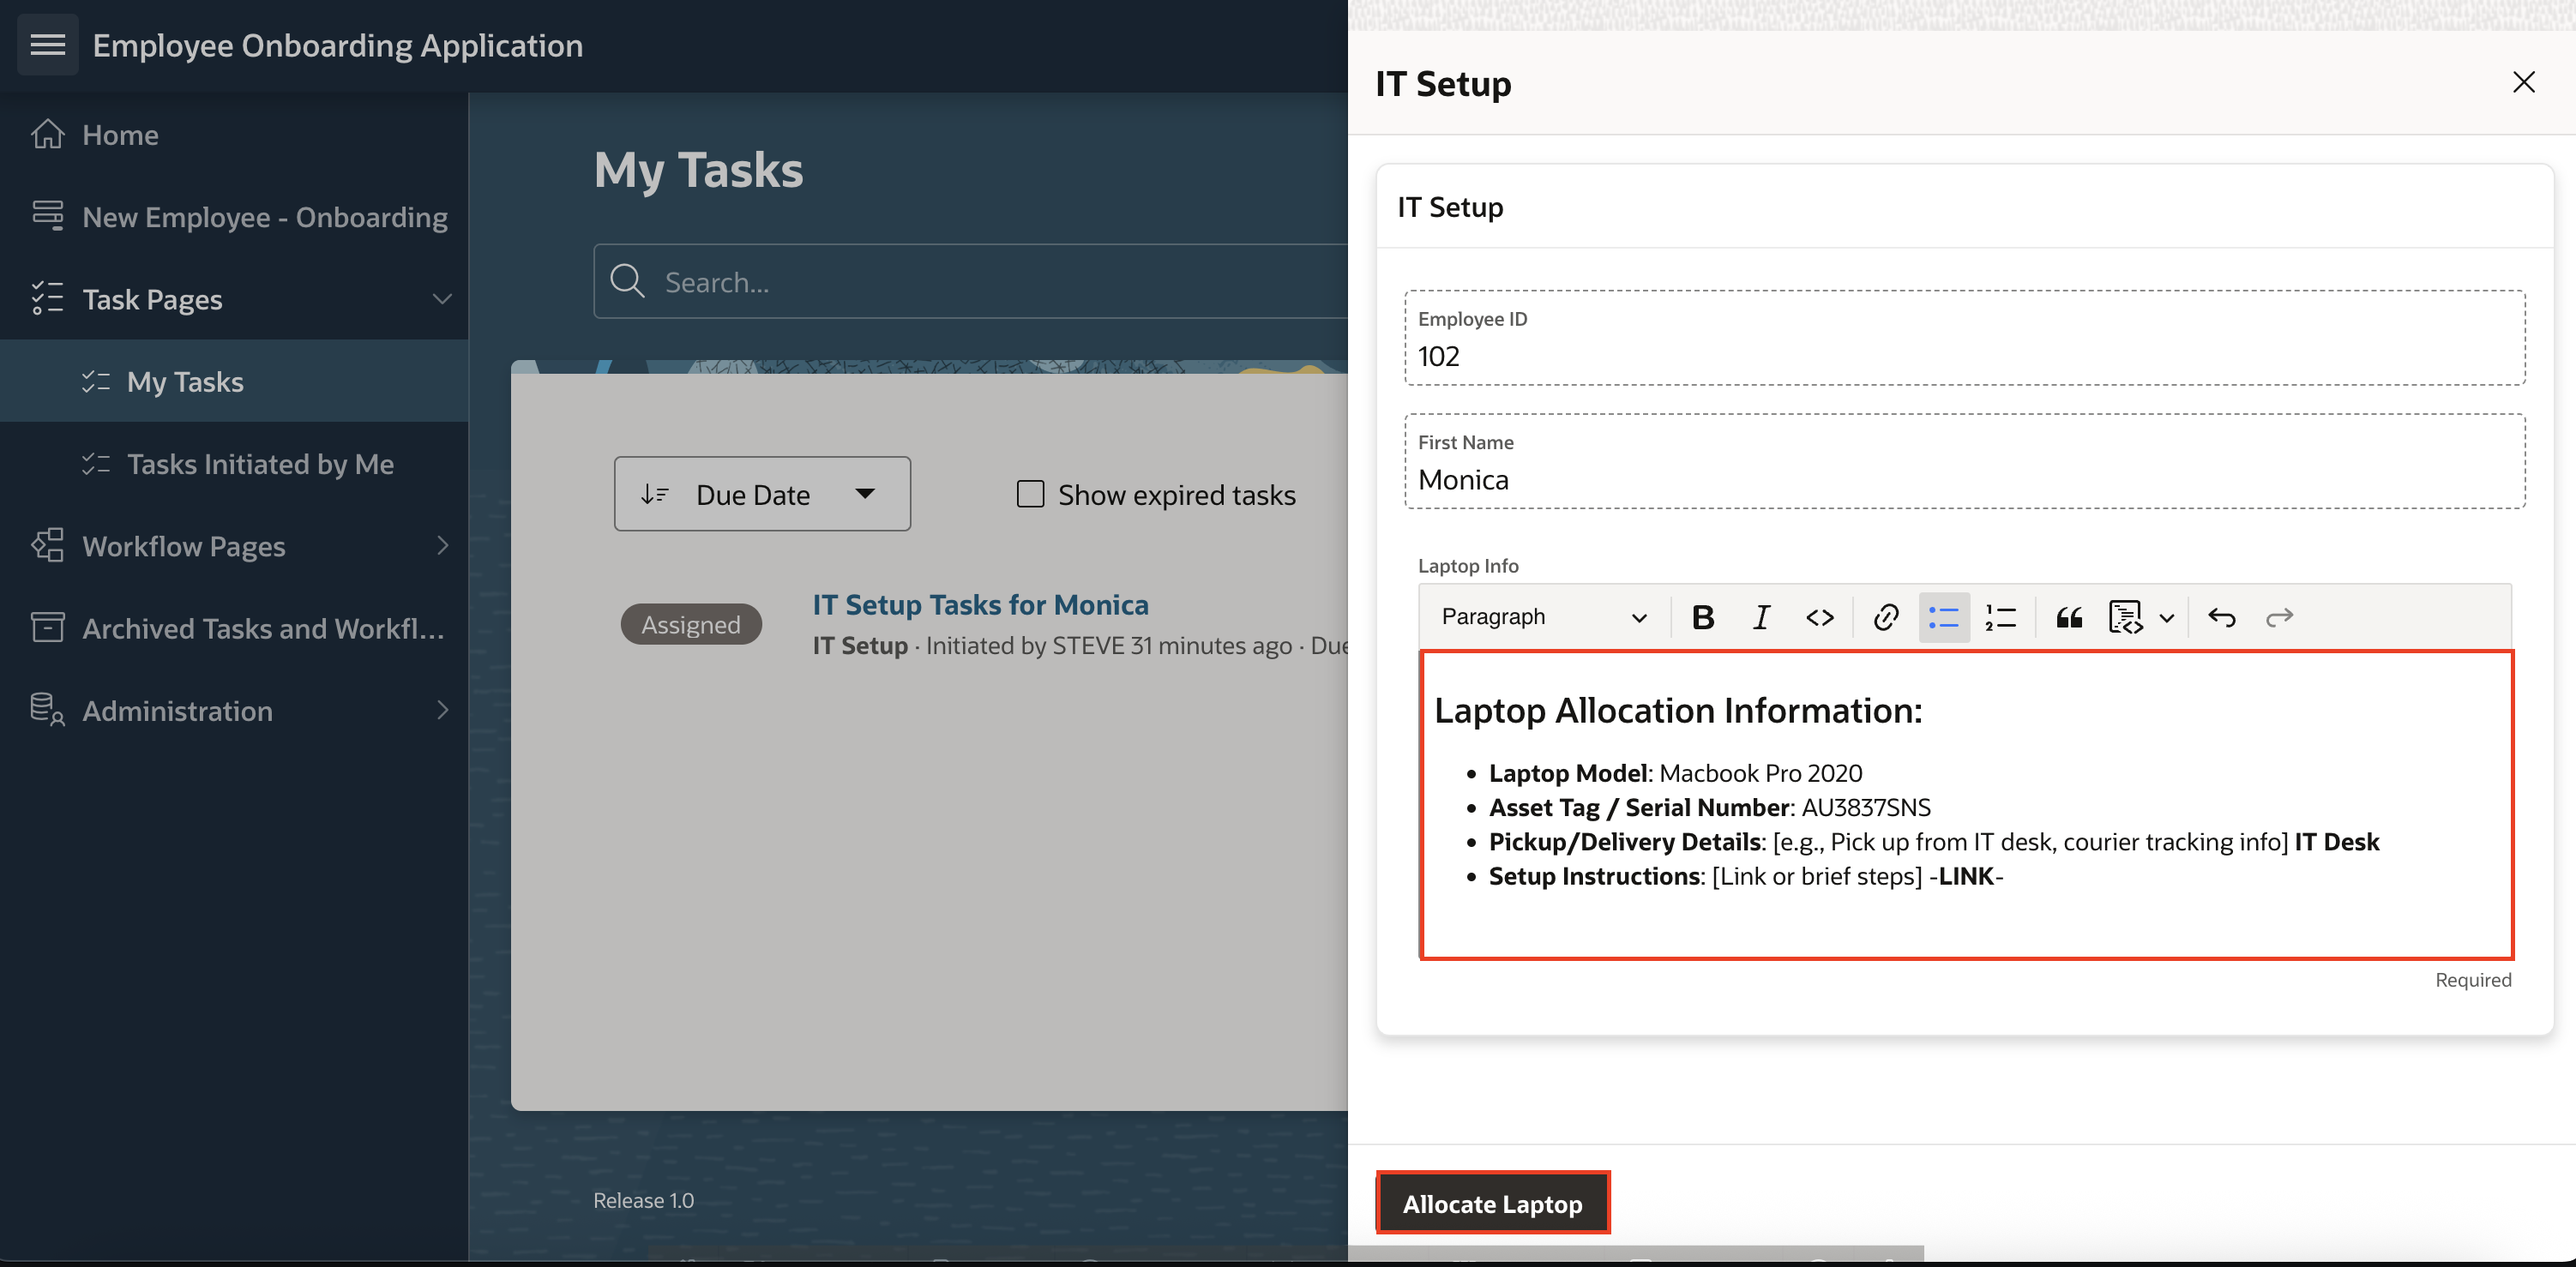 Employee Onboarding Application
Home
New Employee - Onboarding
Task Pages
My Tasks
Tasks Initiated by Me
Workflow Pages
Archived Tasks and Workfl...
Administration
My Tasks
Search...
Due Date
Show expired tasks
Assigned
IT Setup Tasks for Monica
IT Setup · Initiated by STEVE 31 minutes ago · Due
Release 1.0
IT Setup
IT Setup
Employee ID
102
First Name
Monica
Laptop Info
Paragraph
Laptop Allocation Information:
• Laptop Model: Macbook Pro 2020
• Asset Tag / Serial Number: AU3837SNS
• Pickup/Delivery Details: [e.g., Pick up from IT desk, courier tracking info] IT Desk
• Setup Instructions: [Link or brief steps] -LINK-
Required
Allocate Laptop